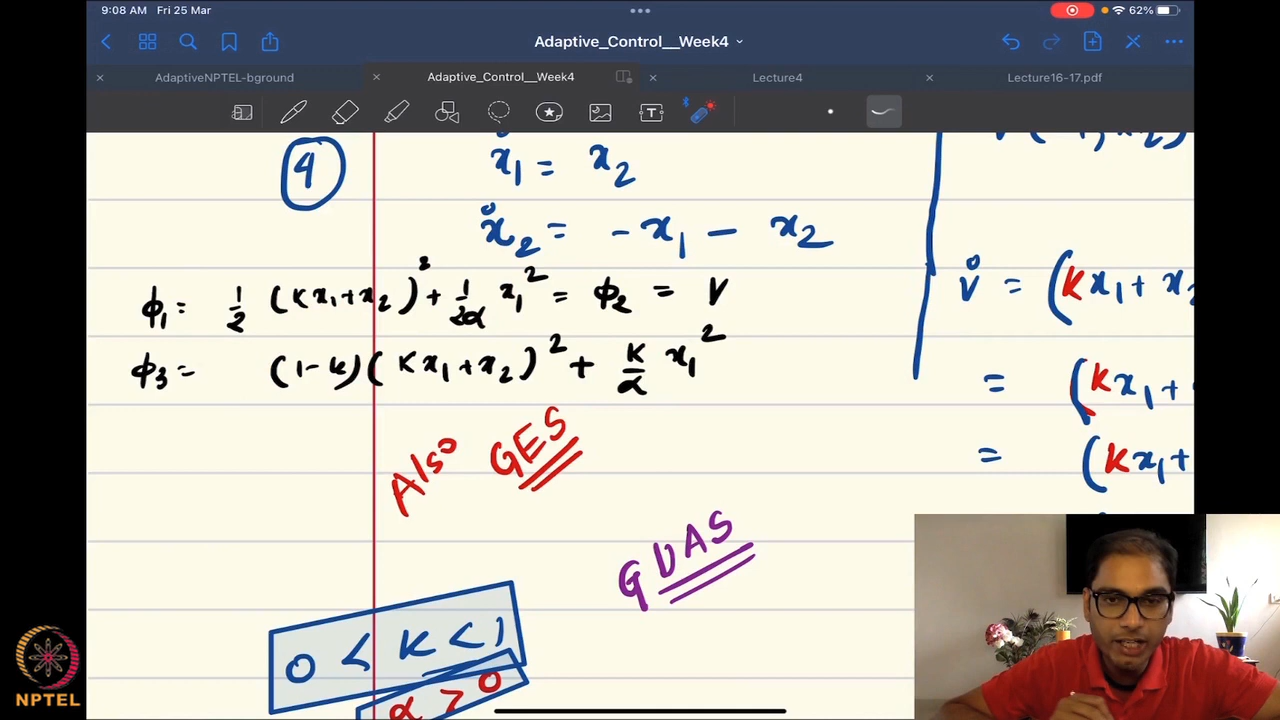 9:08 AM Fri 25 Mar
62%
Adaptive_Control__Week4
AdaptiveNPTEL-bground
Adaptive_Control__Week4
Lecture4
Lecture16-17.pdf
4
ẋ₁ = x₂
ẋ₂ = -x₁ - x₂
ϕ₁ = 1/2 (Kx₁+x₂)² + 1/2α x₁² = ϕ₂ = V
ϕ₃ = (1-k)(Kx₁+x₂)² + K/α x₁²
Also GES
GUAS
0 < K < 1
α > 0
V̇ = (Kx₁ + x₂
= (Kx₁ +
= (Kx₁
NPTEL